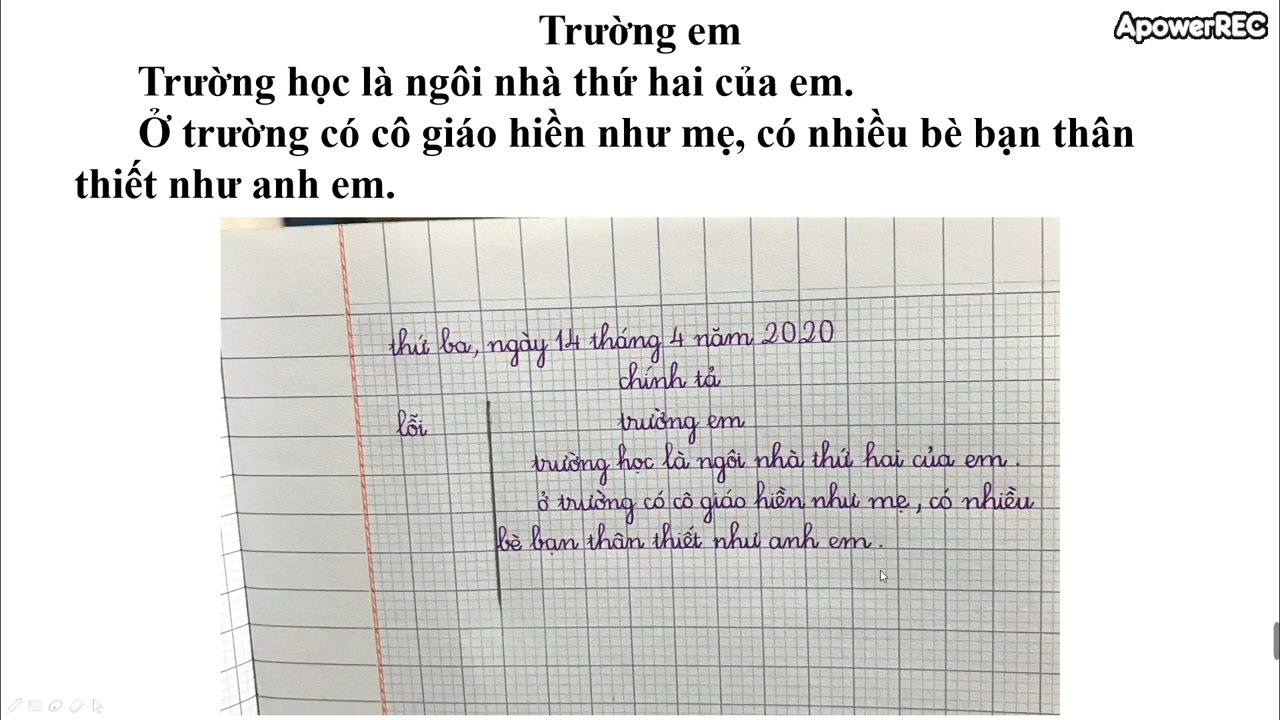 Trường em
ApowerREC
Trường học là ngôi nhà thứ hai của em.
Ở trường có cô giáo hiền như mẹ, có nhiều bè bạn thân
thiết như anh em.
thứ ba, ngày 14 tháng 4 năm 2020
chính tả
lỗi
trường em
trường học là ngôi nhà thứ hai của em.
ở trường có cô giáo hiền như mẹ, có nhiều
bè bạn thân thiết như anh em.